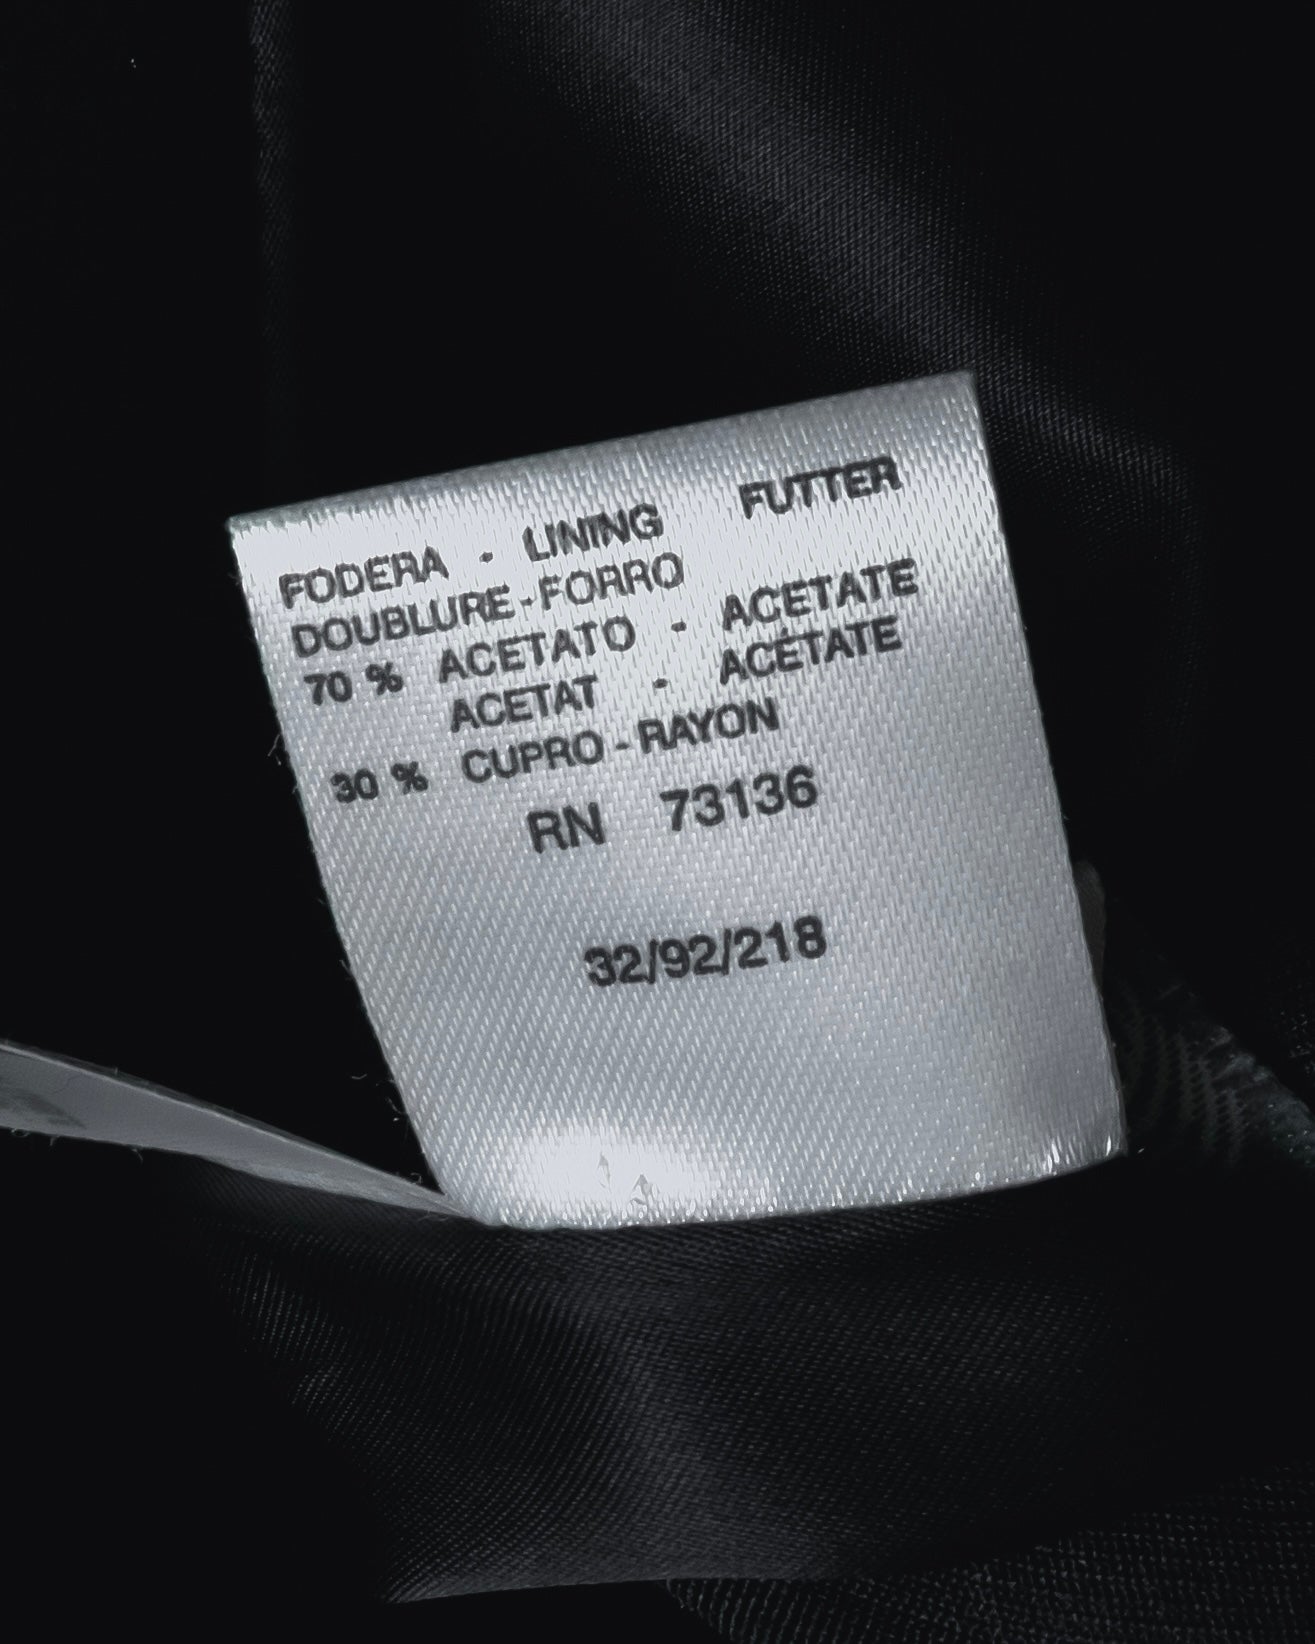 FODERA - LINING FUTTER
DOUBLURE-FORRO
70 % ACETATO - ACETATE
ACETAT - ACÉTATE
30 % CUPRO-RAYON
RN 73136
32/92/218